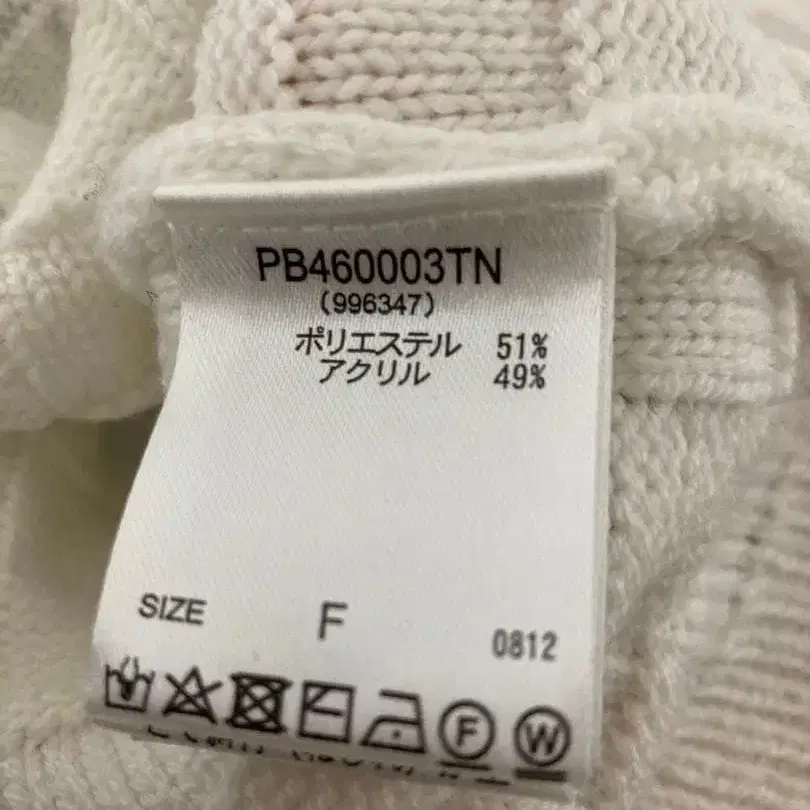 PB460003TN
(996347)
ポリエステル 51%
アクリル 49%
SIZE F 0812
F W